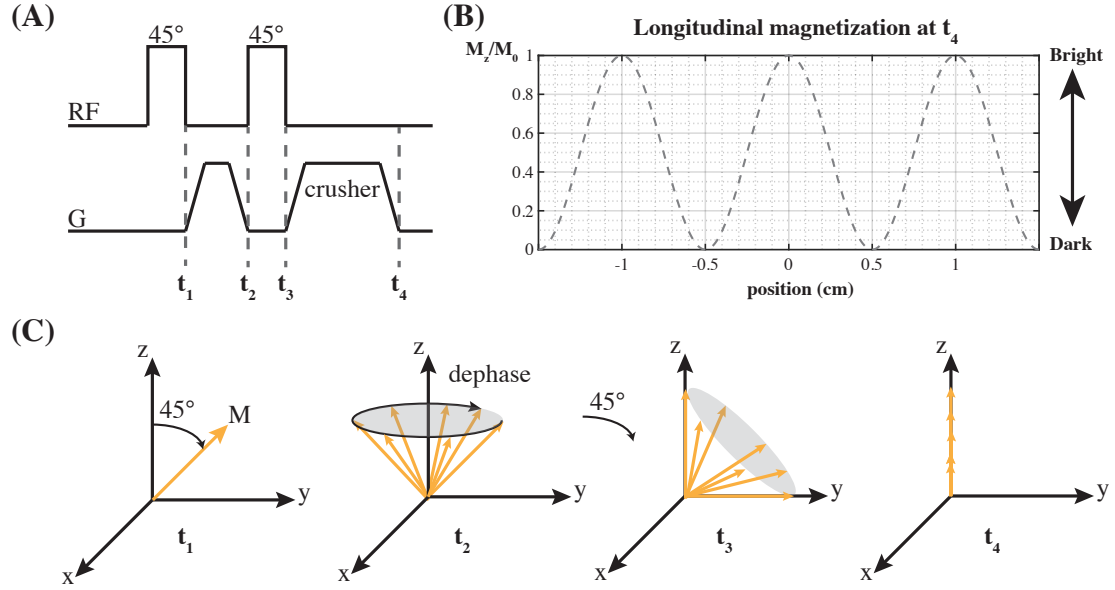 (A)
45° 45°
RF
G
crusher
t1 t2 t3 t4
(B)
Longitudinal magnetization at t4
Mz/M0
1
0.8
0.6
0.4
0.2
0
-1 -0.5 0 0.5 1
position (cm)
Bright
Dark
(C)
z
45°
M
y
x
t1
z
dephase
y
x
t2
45°
z
y
x
t3
z
y
x
t4